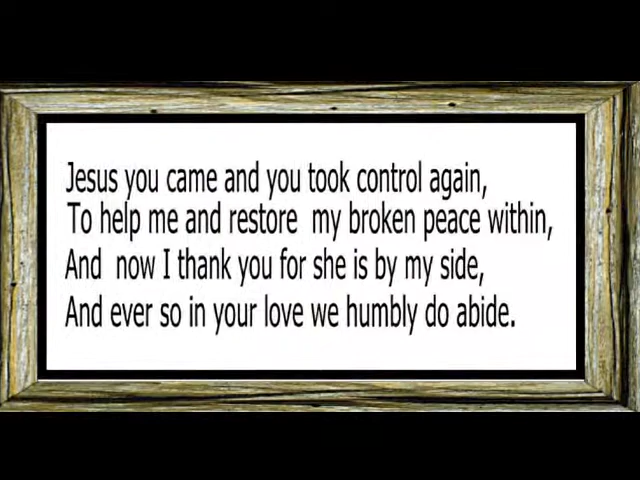 Jesus you came and you took control again,
To help me and restore my broken peace within,
And now I thank you for she is by my side,
And ever so in your love we humbly do abide.